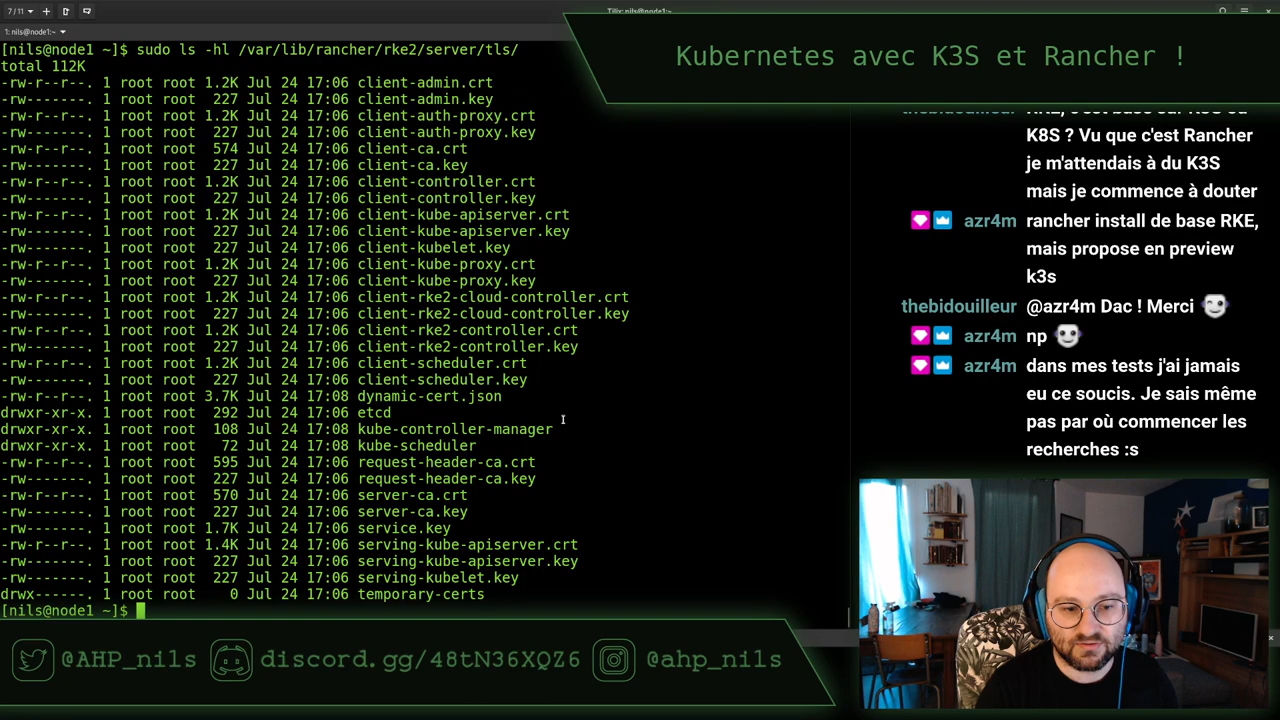 7/11
Tilix: nils@node1:~
1: nils@node1:~
[nils@node1 ~]$ sudo ls -hl /var/lib/rancher/rke2/server/tls/
total 112K
-rw-r--r--. 1 root root 1.2K Jul 24 17:06 client-admin.crt
-rw-------. 1 root root  227 Jul 24 17:06 client-admin.key
-rw-r--r--. 1 root root 1.2K Jul 24 17:06 client-auth-proxy.crt
-rw-------. 1 root root  227 Jul 24 17:06 client-auth-proxy.key
-rw-r--r--. 1 root root  574 Jul 24 17:06 client-ca.crt
-rw-------. 1 root root  227 Jul 24 17:06 client-ca.key
-rw-r--r--. 1 root root 1.2K Jul 24 17:06 client-controller.crt
-rw-------. 1 root root  227 Jul 24 17:06 client-controller.key
-rw-r--r--. 1 root root 1.2K Jul 24 17:06 client-kube-apiserver.crt
-rw-------. 1 root root  227 Jul 24 17:06 client-kube-apiserver.key
-rw-------. 1 root root  227 Jul 24 17:06 client-kubelet.key
-rw-r--r--. 1 root root 1.2K Jul 24 17:06 client-kube-proxy.crt
-rw-------. 1 root root  227 Jul 24 17:06 client-kube-proxy.key
-rw-r--r--. 1 root root 1.2K Jul 24 17:06 client-rke2-cloud-controller.crt
-rw-------. 1 root root  227 Jul 24 17:06 client-rke2-cloud-controller.key
-rw-r--r--. 1 root root 1.2K Jul 24 17:06 client-rke2-controller.crt
-rw-------. 1 root root  227 Jul 24 17:06 client-rke2-controller.key
-rw-r--r--. 1 root root 1.2K Jul 24 17:06 client-scheduler.crt
-rw-------. 1 root root  227 Jul 24 17:06 client-scheduler.key
-rw-r--r--. 1 root root 3.7K Jul 24 17:08 dynamic-cert.json
drwxr-xr-x. 1 root root  292 Jul 24 17:06 etcd
drwxr-xr-x. 1 root root  108 Jul 24 17:08 kube-controller-manager
drwxr-xr-x. 1 root root   72 Jul 24 17:08 kube-scheduler
-rw-r--r--. 1 root root  595 Jul 24 17:06 request-header-ca.crt
-rw-------. 1 root root  227 Jul 24 17:06 request-header-ca.key
-rw-r--r--. 1 root root  570 Jul 24 17:06 server-ca.crt
-rw-------. 1 root root  227 Jul 24 17:06 server-ca.key
-rw-------. 1 root root 1.7K Jul 24 17:06 service.key
-rw-r--r--. 1 root root 1.4K Jul 24 17:06 serving-kube-apiserver.crt
-rw-------. 1 root root  227 Jul 24 17:06 serving-kube-apiserver.key
-rw-------. 1 root root  227 Jul 24 17:06 serving-kubelet.key
drwx------. 1 root root    0 Jul 24 17:06 temporary-certs
[nils@node1 ~]$
Kubernetes avec K3S et Rancher !
thebidouilleur RKE, c'est basé sur K3S ou
K8S ? Vu que c'est Rancher
je m'attendais à du K3S
mais je commence à douter
azr4m rancher install de base RKE,
mais propose en preview
k3s
thebidouilleur @azr4m Dac ! Merci
azr4m np
azr4m dans mes tests j'ai jamais
eu ce soucis. Je sais même
pas par où commencer les
recherches :s
@AHP_nils discord.gg/48tN36XQZ6 @ahp_nils